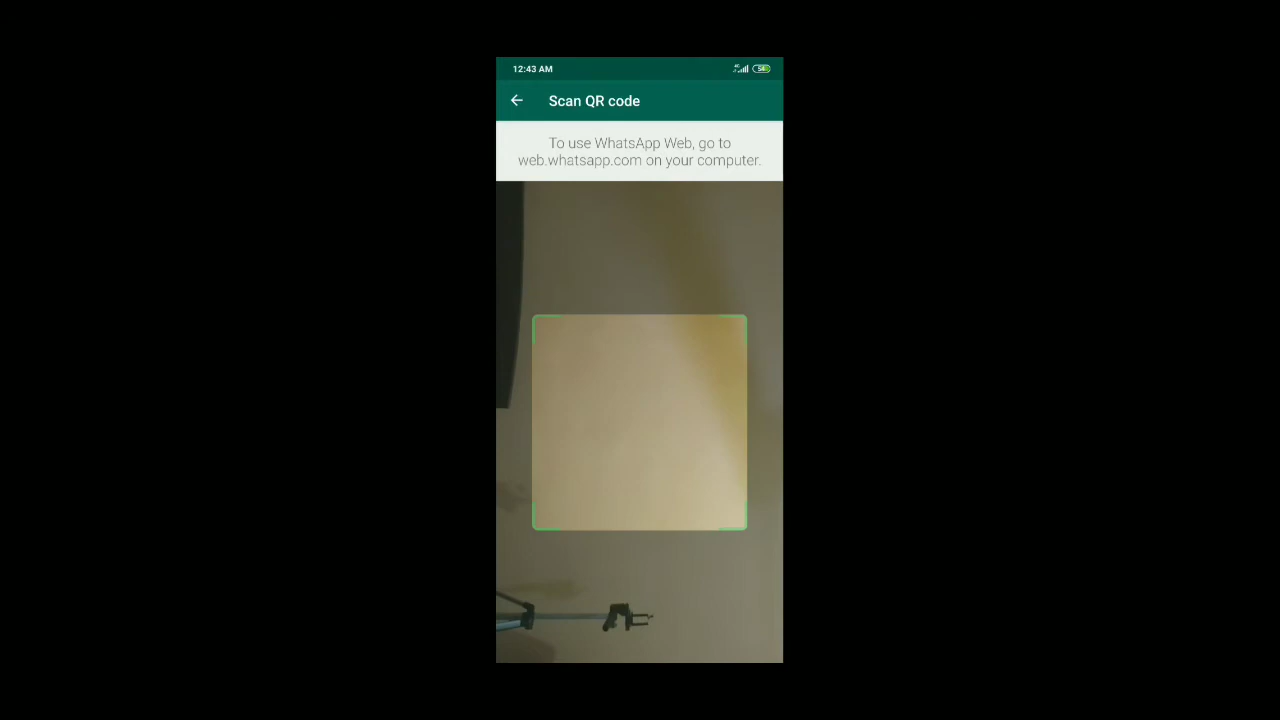 12:43 AM
Scan QR code
To use WhatsApp Web, go to
web.whatsapp.com on your computer.